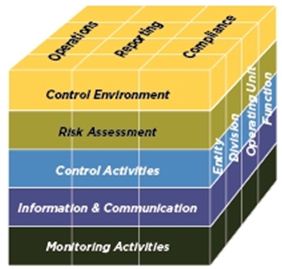 Operations
Reporting
Compliance
Control Environment
Risk Assessment
Control Activities
Information & Communication
Monitoring Activities
Entity
Division
Operating Unit
Function